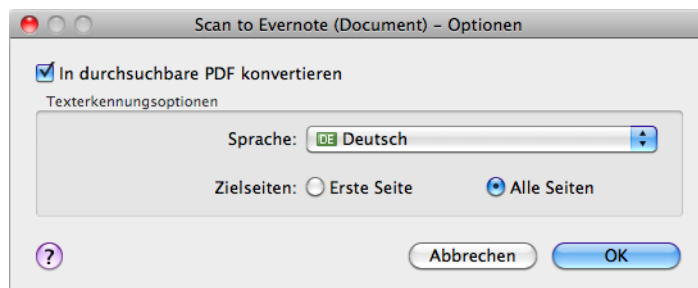 Scan to Evernote (Document) – Optionen
In durchsuchbare PDF konvertieren
Texterkennungsoptionen
Sprache: DE Deutsch
Zielseiten: Erste Seite Alle Seiten
? Abbrechen OK